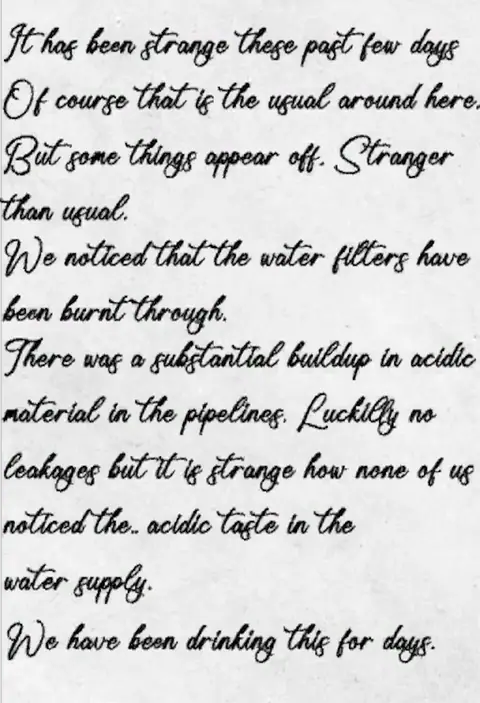 It has been strange these past few days
Of course that is the usual around here.
But some things appear off. Stranger
than usual.
We noticed that the water filters have
been burnt through.
There was a substantial buildup in acidic
material in the pipelines. Luckilly no
leakages but it is strange how none of us
noticed the.. acidic taste in the
water supply.
We have been drinking this for days.